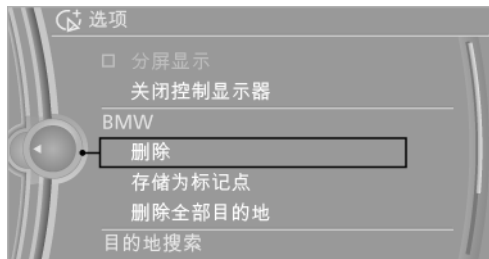 选项
分屏显示
关闭控制显示器
BMW
删除
存储为标记点
删除全部目的地
目的地搜索